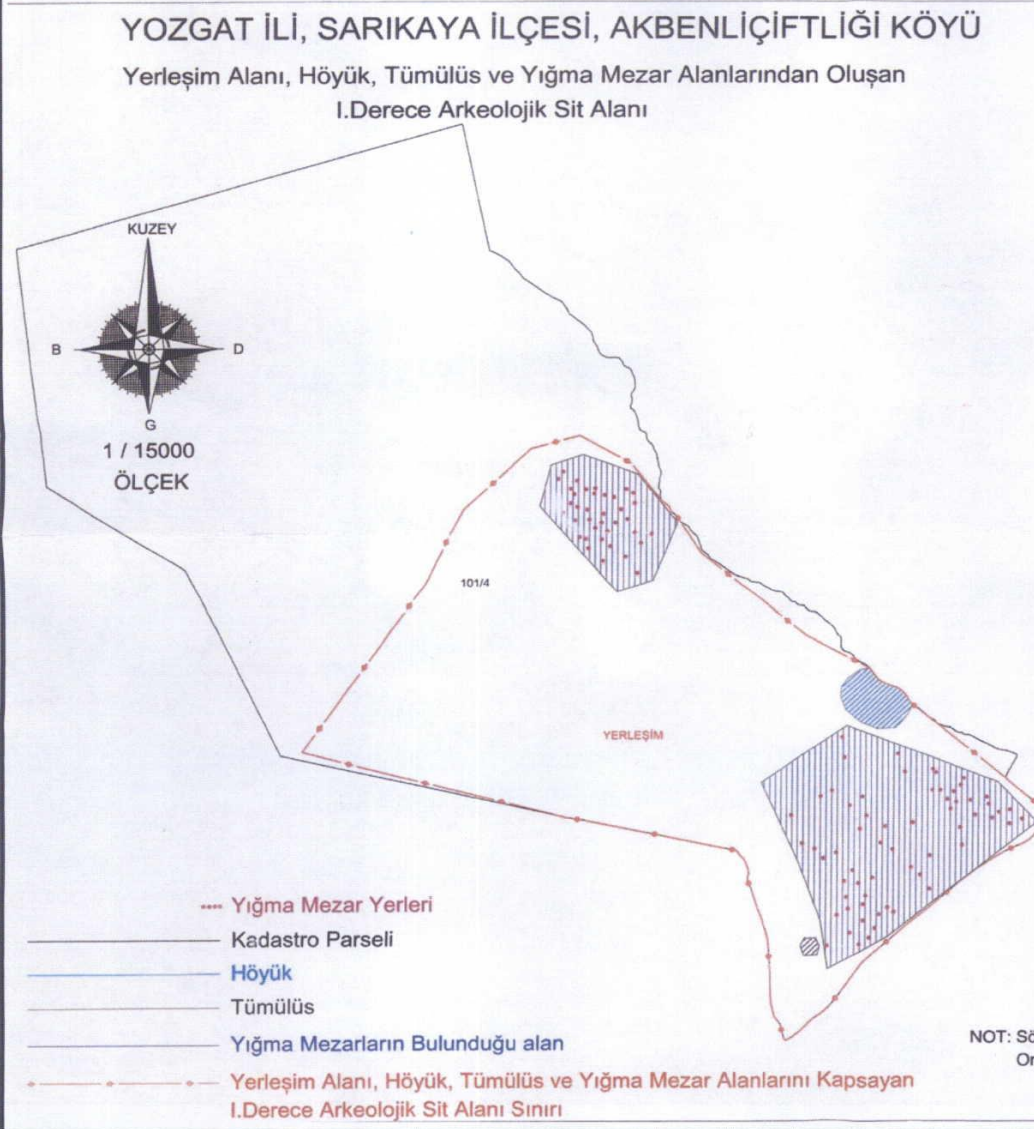 YOZGAT İLİ, SARIKAYA İLÇESİ, AKBENLİÇİFTLİĞİ KÖYÜ
Yerleşim Alanı, Höyük, Tümülüs ve Yığma Mezar Alanlarından Oluşan
I.Derece Arkeolojik Sit Alanı
KUZEY
B
D
G
1 / 15000
ÖLÇEK
101/4
YERLEŞİM
Yığma Mezar Yerleri
Kadastro Parseli
Höyük
Tümülüs
Yığma Mezarların Bulunduğu alan
Yerleşim Alanı, Höyük, Tümülüs ve Yığma Mezar Alanlarını Kapsayan
I.Derece Arkeolojik Sit Alanı Sınırı
NOT: